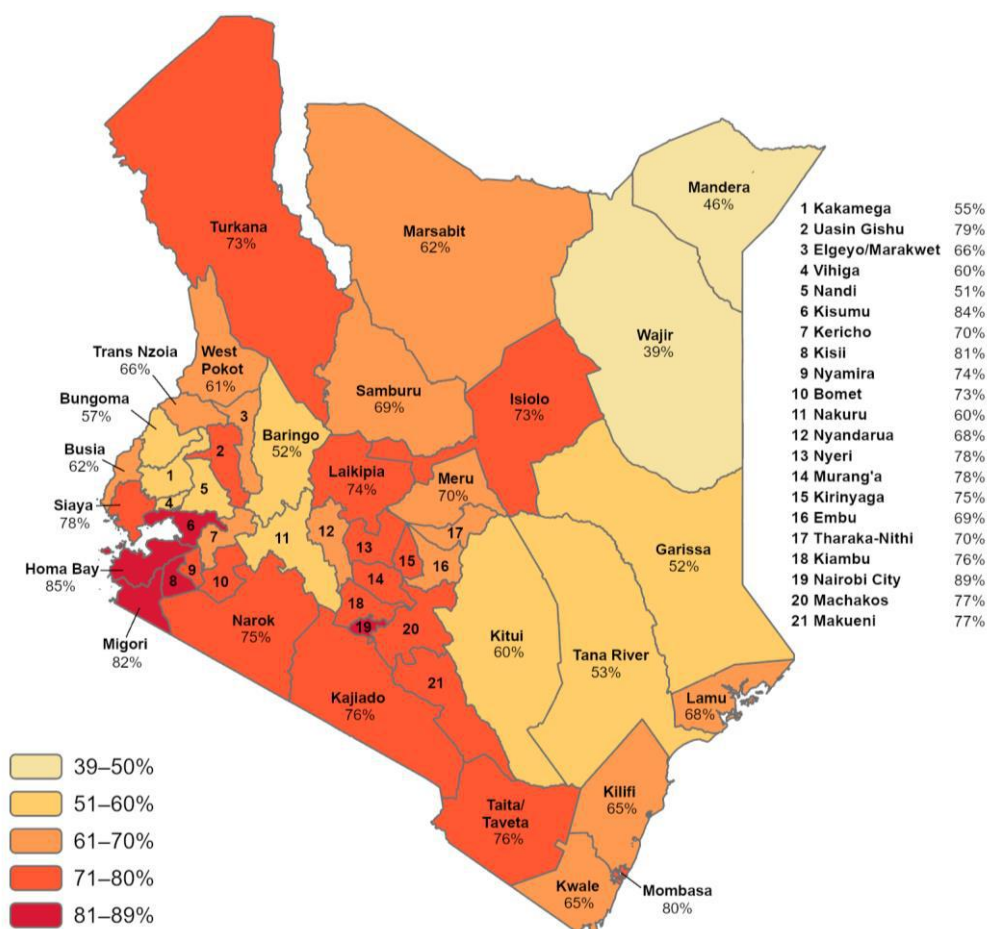 Mandera
46%
Turkana
73%
Marsabit
62%
Wajir
39%
Trans Nzoia
66%
West
Pokot
61%
Samburu
69%
Isiolo
73%
Bungoma
57%
Baringo
52%
Busia
62%
Laikipia
74%
Meru
70%
Siaya
78%
Garissa
52%
Homa Bay
85%
Narok
75%
Kitui
60%
Tana River
53%
Migori
82%
Kajiado
76%
Lamu
68%
Kilifi
65%
Taita/
Taveta
76%
Kwale
65%
Mombasa
80%
1
2
3
4
5
6
7
8
9
10
11
12
13
14
15
16
17
18
19
20
21
1 Kakamega 55%
2 Uasin Gishu 79%
3 Elgeyo/Marakwet 66%
4 Vihiga 60%
5 Nandi 51%
6 Kisumu 84%
7 Kericho 70%
8 Kisii 81%
9 Nyamira 74%
10 Bomet 73%
11 Nakuru 60%
12 Nyandarua 68%
13 Nyeri 78%
14 Murang'a 78%
15 Kirinyaga 75%
16 Embu 69%
17 Tharaka-Nithi 70%
18 Kiambu 76%
19 Nairobi City 89%
20 Machakos 77%
21 Makueni 77%
39–50%
51–60%
61–70%
71–80%
81–89%